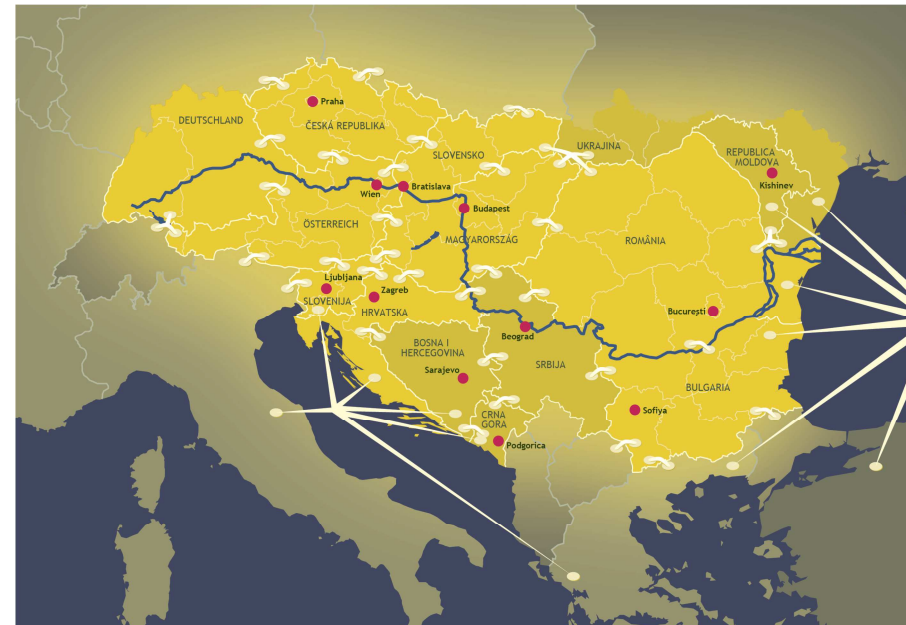 Praha
DEUTSCHLAND
ČESKÁ REPUBLIKA
UKRAJINA
SLOVENSKO
REPUBLICA
MOLDOVA
Kishinev
Wien
Bratislava
Budapest
ÖSTERREICH
MAGYARORSZÁG
ROMÂNIA
Ljubljana
SLOVENIJA
Zagreb
HRVATSKA
Bucureşti
Beograd
BOSNA I
HERCEGOVINA
SRBIJA
Sarajevo
BULGARIA
CRNA
GORA
Sofiya
Podgorica